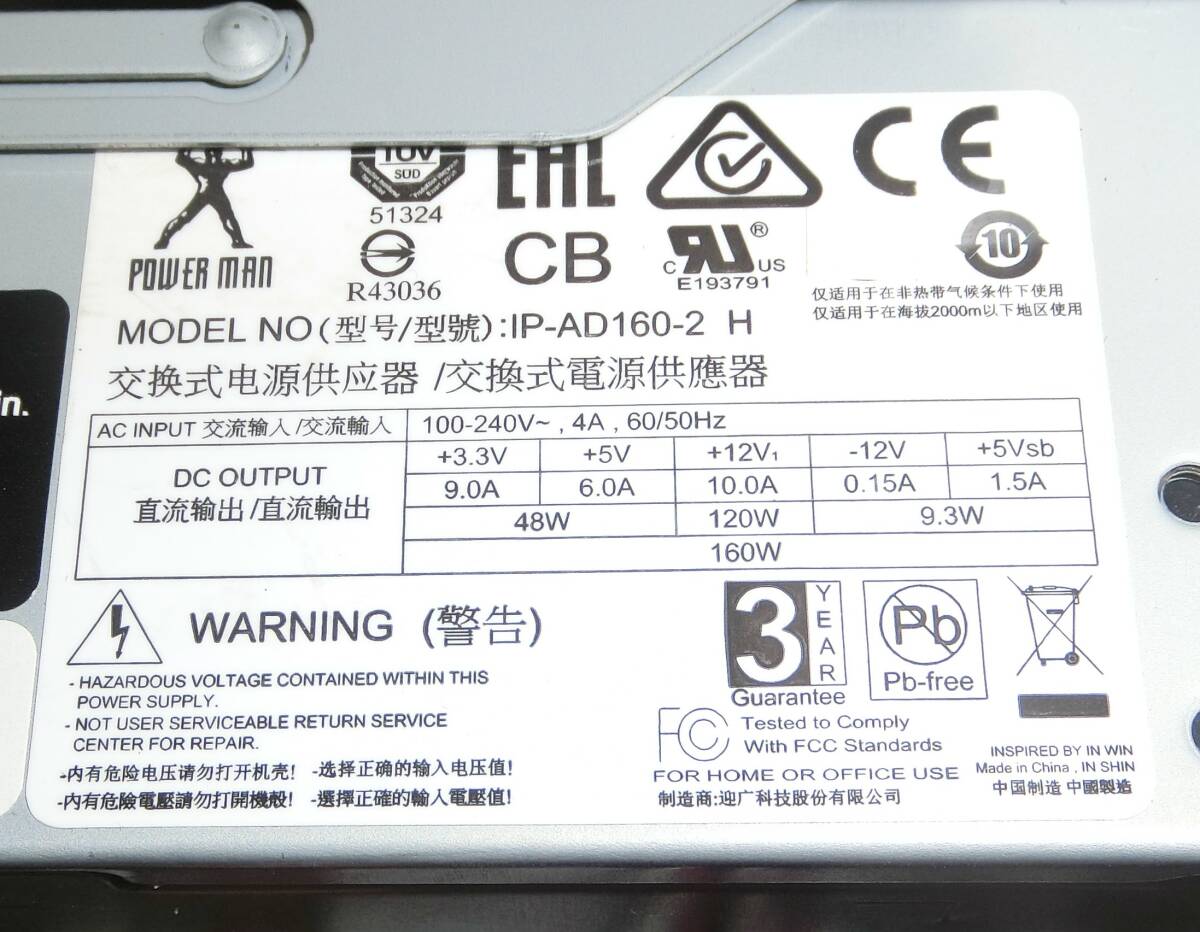 TÜV
SÜD
51324
EAC
CE
POWER MAN
R43036
CB
c RU ® US
E193791
10
仅适用于在非热带气候条件下使用
仅适用于在海拔2000m以下地区使用
in.
MODEL NO(型号/型號):IP-AD160-2 H
交换式电源供应器 /交換式電源供應器
AC INPUT 交流输入/交流輸入 100-240V~ , 4A , 60/50Hz
DC OUTPUT
直流输出/直流輸出
+3.3V +5V +12V₁ -12V +5Vsb
9.0A 6.0A 10.0A 0.15A 1.5A
48W 120W 9.3W
160W
WARNING (警告)
- HAZARDOUS VOLTAGE CONTAINED WITHIN THIS
POWER SUPPLY.
- NOT USER SERVICEABLE RETURN SERVICE
CENTER FOR REPAIR.
-内有危险电压请勿打开机壳! -选择正确的输入电压值!
-內有危險電壓請勿打開機殼! -選擇正確的輸入電壓值!
3 YEAR
Guarantee
Pb
Pb-free
FC Tested to Comply
With FCC Standards
FOR HOME OR OFFICE USE
制造商:迎广科技股份有限公司
INSPIRED BY IN WIN
Made in China , IN SHIN
中国制造 中國製造